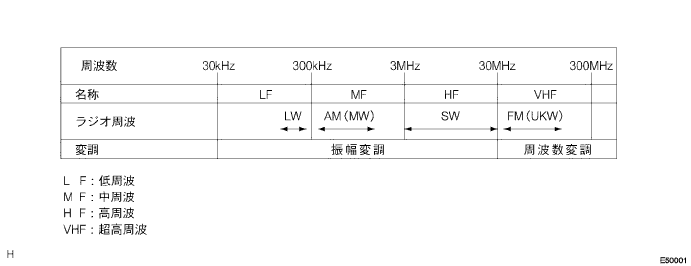 周波数 30kHz 300kHz 3MHz 30MHz 300MHz
名称 LF MF HF VHF
ラジオ周波 LW AM(MW) SW FM(UKW)
変調 振幅変調 周波数変調
L F:低周波
M F:中周波
H F:高周波
VHF:超高周波
H
E50001